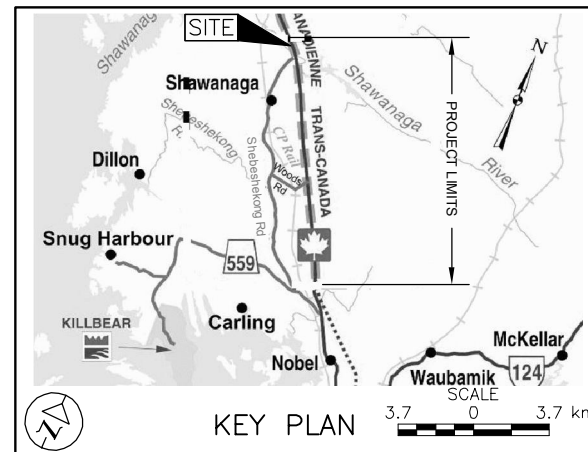 SITE
Shawanaga
CANADIENNE TRANS-CANADA
N
Shawanaga
Shawanaga
River
PROJECT LIMITS
Shebeshekong
R.
Dillon
Shebeshekong Rd
CP Rail
Woods
Rd
Snug Harbour
559
KILLBEAR
Carling
Nobel
McKellar
Waubamik
124
N
KEY PLAN
SCALE
3.7 0 3.7 km